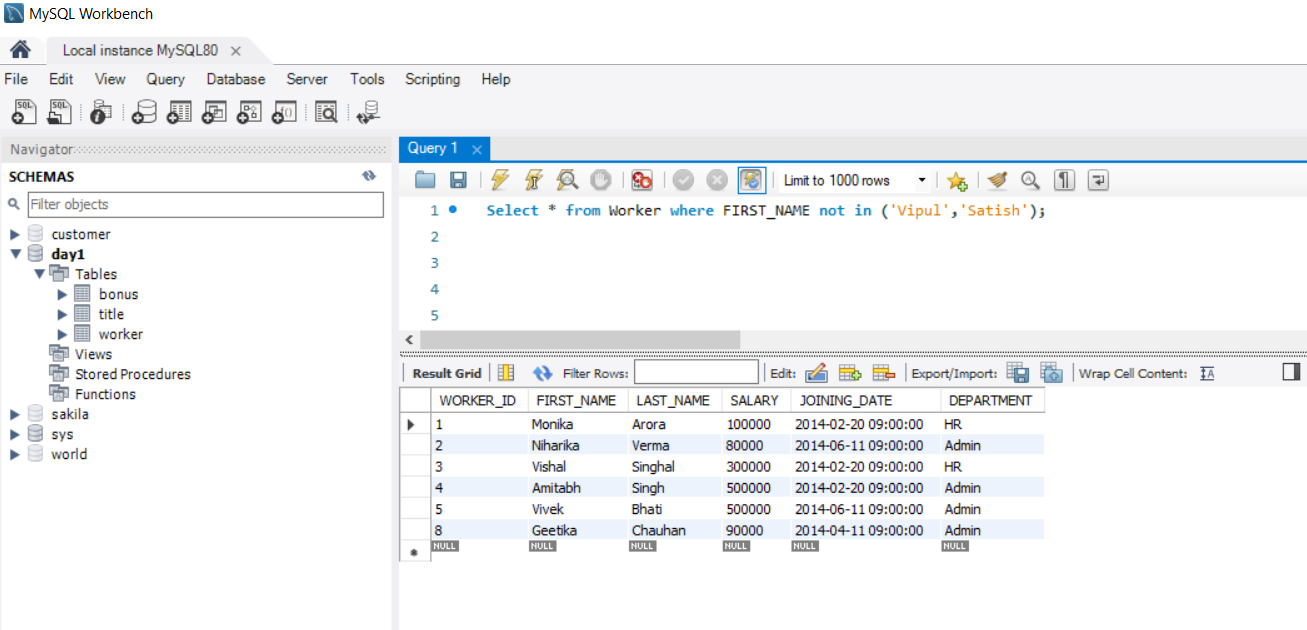 MySQL Workbench
Local instance MySQL80
File Edit View Query Database Server Tools Scripting Help
Navigator
SCHEMAS
Filter objects
customer
day1
Tables
bonus
title
worker
Views
Stored Procedures
Functions
sakila
sys
world
Query 1
Limit to 1000 rows
1 Select * from Worker where FIRST_NAME not in ('Vipul','Satish');
2
3
4
5
Result Grid Filter Rows: Edit: Export/Import: Wrap Cell Content:
WORKER_ID FIRST_NAME LAST_NAME SALARY JOINING_DATE DEPARTMENT
1 Monika Arora 100000 2014-02-20 09:00:00 HR
2 Niharika Verma 80000 2014-06-11 09:00:00 Admin
3 Vishal Singhal 300000 2014-02-20 09:00:00 HR
4 Amitabh Singh 500000 2014-02-20 09:00:00 Admin
5 Vivek Bhati 500000 2014-06-11 09:00:00 Admin
8 Geetika Chauhan 90000 2014-04-11 09:00:00 Admin
NULL NULL NULL NULL NULL NULL